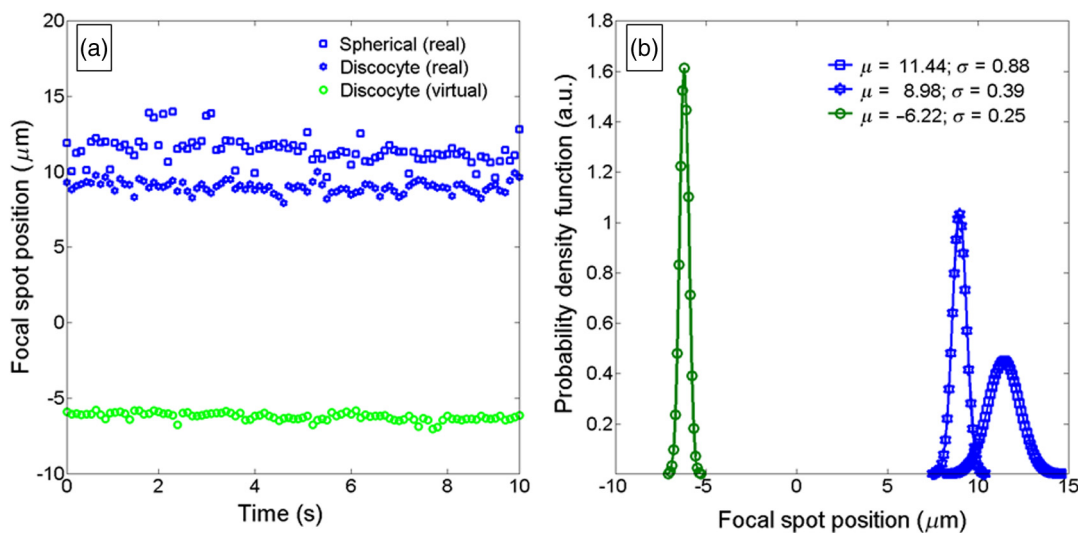 (a)
Spherical (real)
Discocyte (real)
Discocyte (virtual)
Focal spot position (μm)
20
15
10
5
0
-5
-10
0
2
4
6
8
10
Time (s)
(b)
μ = 11.44; σ = 0.88
μ = 8.98; σ = 0.39
μ = –6.22; σ = 0.25
Probability density function (a.u.)
1.8
1.6
1.4
1.2
1
0.8
0.6
0.4
0.2
-10
-5
0
5
10
15
Focal spot position (μm)